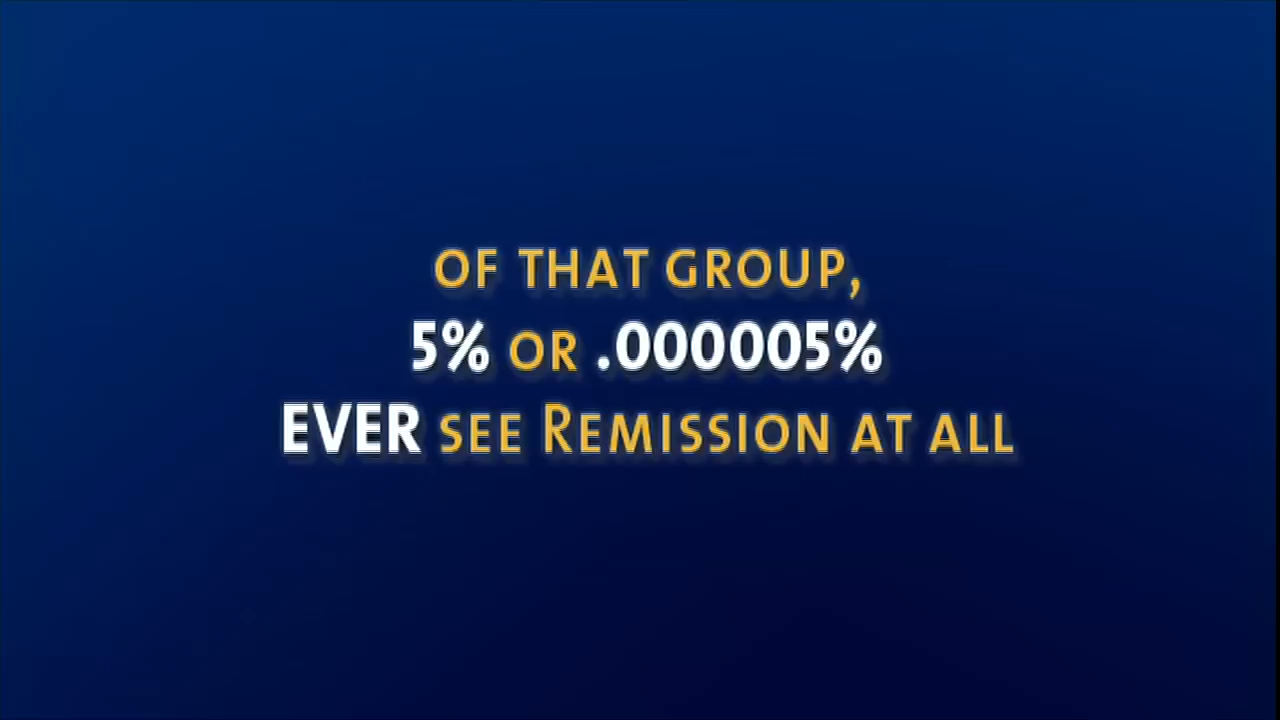 OF THAT GROUP,
5% OR .000005%
EVER SEE REMISSION AT ALL